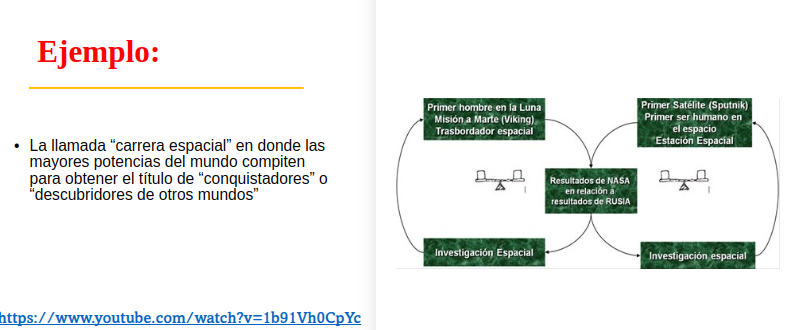 Ejemplo:
• La llamada “carrera espacial” en donde las
mayores potencias del mundo compiten
para obtener el título de “conquistadores” o
“descubridores de otros mundos”
https://www.youtube.com/watch?v=1b91Vh0CpYc
Primer hombre en la Luna
Misión a Marte (Viking)
Trasbordador espacial
Primer Satélite (Sputnik)
Primer ser humano en
el espacio
Estación Espacial
Resultados de NASA
en relación a
resultados de RUSIA
Investigación Espacial
Investigación espacial